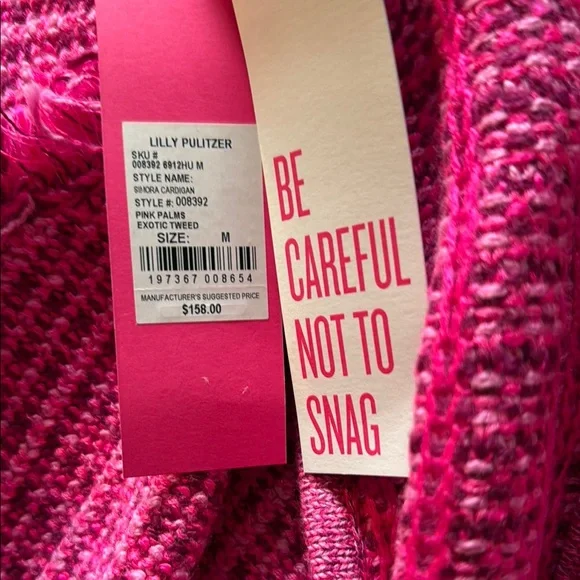 LILLY PULITZER
SKU #
008392 6912HU M
STYLE NAME:
SIMORA CARDIGAN
STYLE #: 008392
PINK PALMS
EXOTIC TWEED
SIZE: M
197367 008654
MANUFACTURER'S SUGGESTED PRICE
$158.00
BE
CAREFUL
NOT TO
SNAG